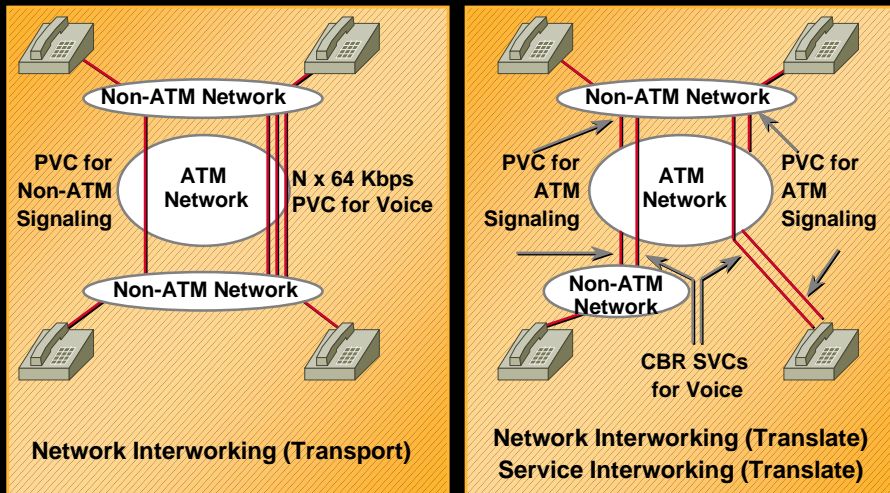 Non-ATM Network
PVC for
Non-ATM
Signaling
ATM
Network
N x 64 Kbps
PVC for Voice
Non-ATM Network
Network Interworking (Transport)
Non-ATM Network
PVC for
ATM
Signaling
ATM
Network
PVC for
ATM
Signaling
Non-ATM
Network
CBR SVCs
for Voice
Network Interworking (Translate)
Service Interworking (Translate)